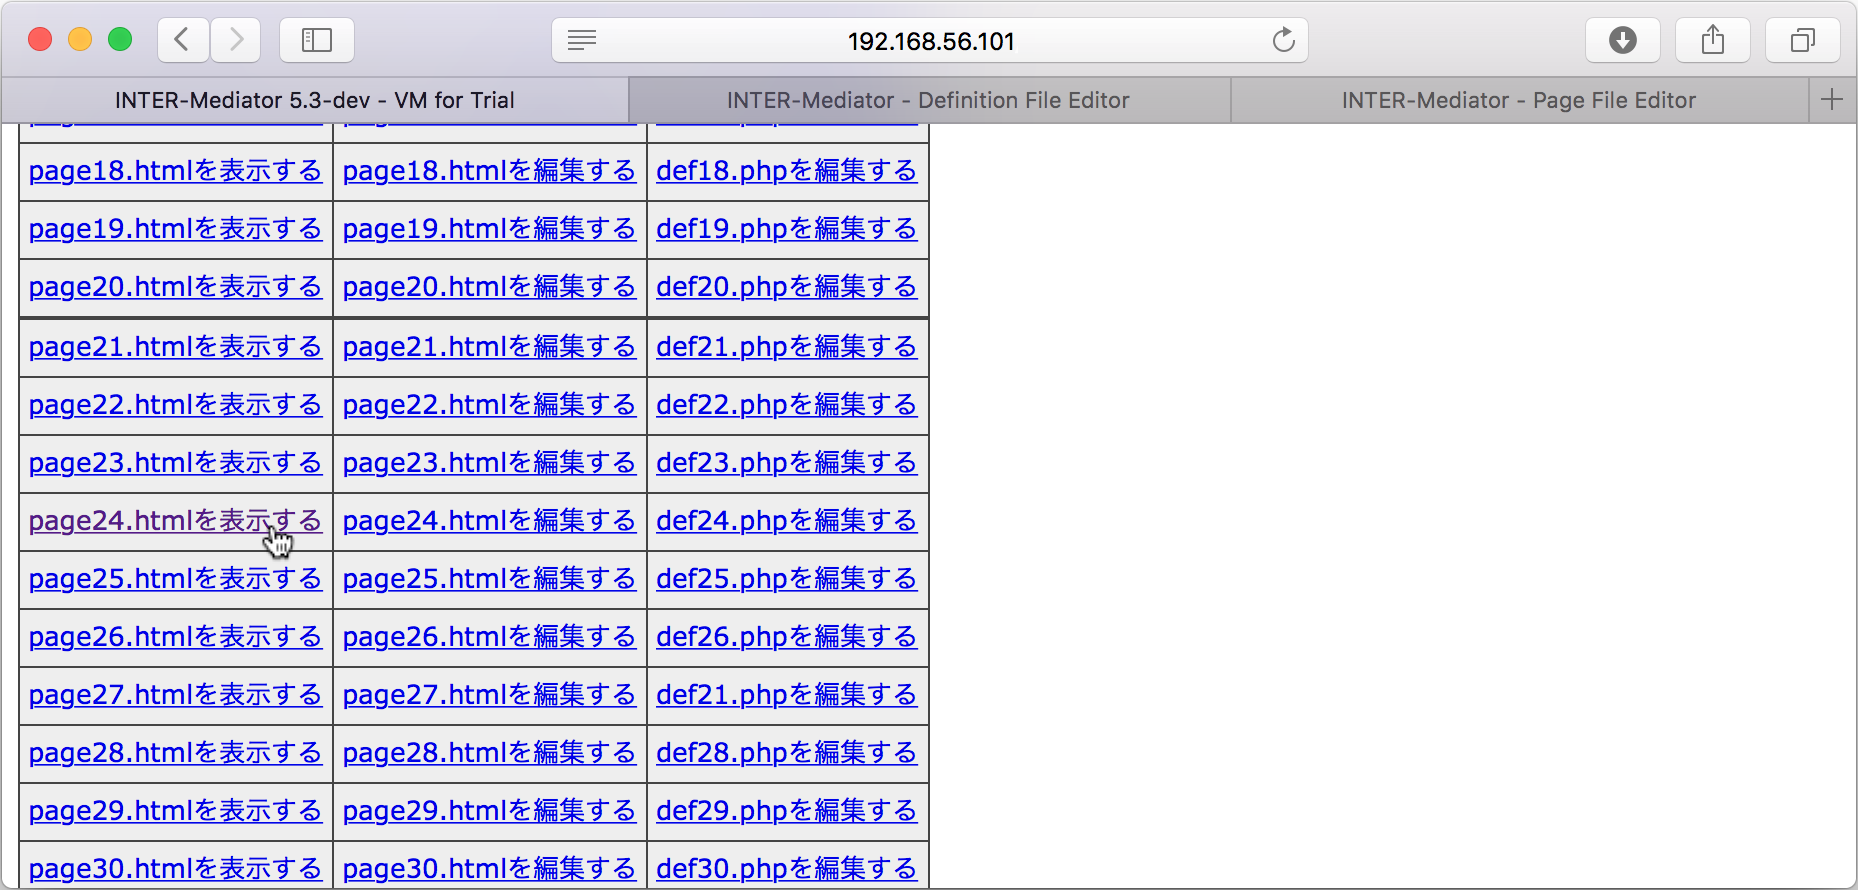 192.168.56.101
INTER-Mediator 5.3-dev - VM for Trial INTER-Mediator - Definition File Editor INTER-Mediator - Page File Editor
page18.htmlを表示する page18.htmlを編集する def18.phpを編集する
page19.htmlを表示する page19.htmlを編集する def19.phpを編集する
page20.htmlを表示する page20.htmlを編集する def20.phpを編集する
page21.htmlを表示する page21.htmlを編集する def21.phpを編集する
page22.htmlを表示する page22.htmlを編集する def22.phpを編集する
page23.htmlを表示する page23.htmlを編集する def23.phpを編集する
page24.htmlを表示する page24.htmlを編集する def24.phpを編集する
page25.htmlを表示する page25.htmlを編集する def25.phpを編集する
page26.htmlを表示する page26.htmlを編集する def26.phpを編集する
page27.htmlを表示する page27.htmlを編集する def21.phpを編集する
page28.htmlを表示する page28.htmlを編集する def28.phpを編集する
page29.htmlを表示する page29.htmlを編集する def29.phpを編集する
page30.htmlを表示する page30.htmlを編集する def30.phpを編集する